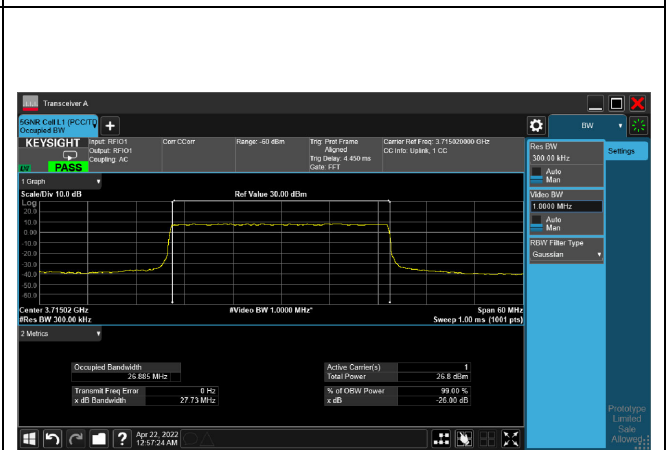 Transceiver A
5GNR Cell L1 (PCC/TD
Occupied BW
KEYSIGHT
PASS
Input: RFIO1
Output: RFIO1
Coupling: AC
Corr CCorr
Range: -60 dBm
Trig: Prot Frame
Aligned
Trig Delay: 4.450 ms
Gate: FFT
Carrier Ref Freq: 3.715020000 GHz
CC Info: Uplink, 1 CC
1 Graph
Scale/Div 10.0 dB
Ref Value 30.00 dBm
Log
20.0
10.0
0.00
-10.0
-20.0
-30.0
-40.0
-50.0
-60.0
Center 3.71502 GHz
#Video BW 1.0000 MHz*
Span 60 MHz
#Res BW 300.00 kHz
Sweep 1.00 ms (1001 pts)
2 Metrics
Occupied Bandwidth
26.885 MHz
Active Carrier(s) 1
Total Power 26.8 dBm
Transmit Freq Error 0 Hz
x dB Bandwidth 27.73 MHz
% of OBW Power 99.00 %
x dB -26.00 dB
BW
Settings
Res BW
300.00 kHz
Auto
Man
Video BW
1.0000 MHz
Auto
Man
RBW Filter Type
Gaussian
Prototype
Limited
Sale
Allowed
?
Apr 22, 2022
12:57:24 AM